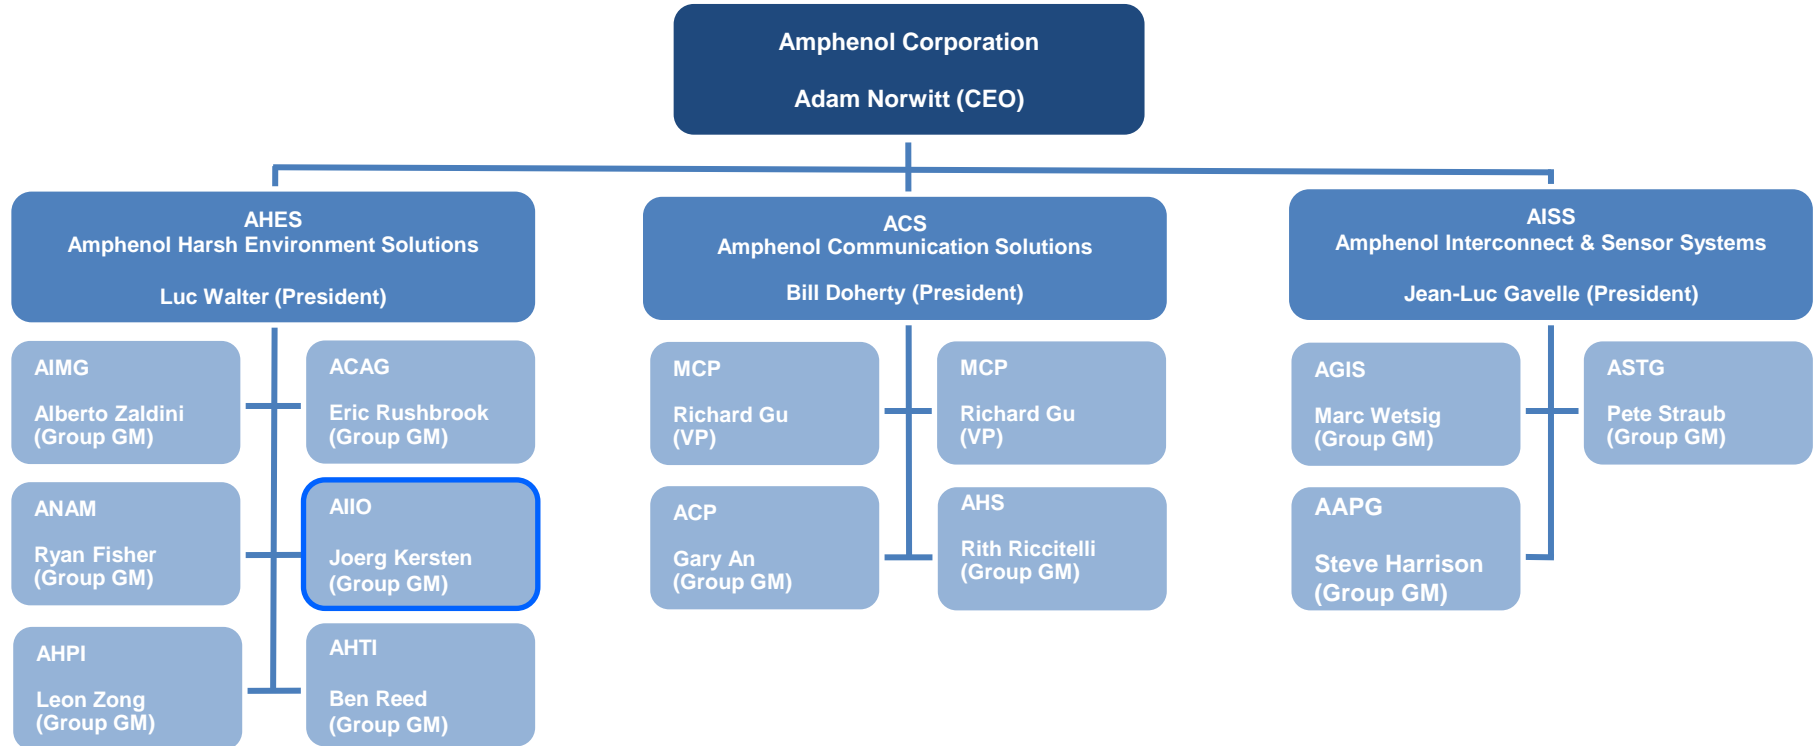 Amphenol Corporation
Adam Norwitt (CEO)
AHES
Amphenol Harsh Environment Solutions
Luc Walter (President)
ACS
Amphenol Communication Solutions
Bill Doherty (President)
AISS
Amphenol Interconnect & Sensor Systems
Jean-Luc Gavelle (President)
AIMG
Alberto Zaldini
(Group GM)
ACAG
Eric Rushbrook
(Group GM)
MCP
Richard Gu
(VP)
MCP
Richard Gu
(VP)
AGIS
Marc Wetsig
(Group GM)
ASTG
Pete Straub
(Group GM)
ANAM
Ryan Fisher
(Group GM)
AIIO
Joerg Kersten
(Group GM)
ACP
Gary An
(Group GM)
AHS
Rith Riccitelli
(Group GM)
AAPG
Steve Harrison
(Group GM)
AHPI
Leon Zong
(Group GM)
AHTI
Ben Reed
(Group GM)